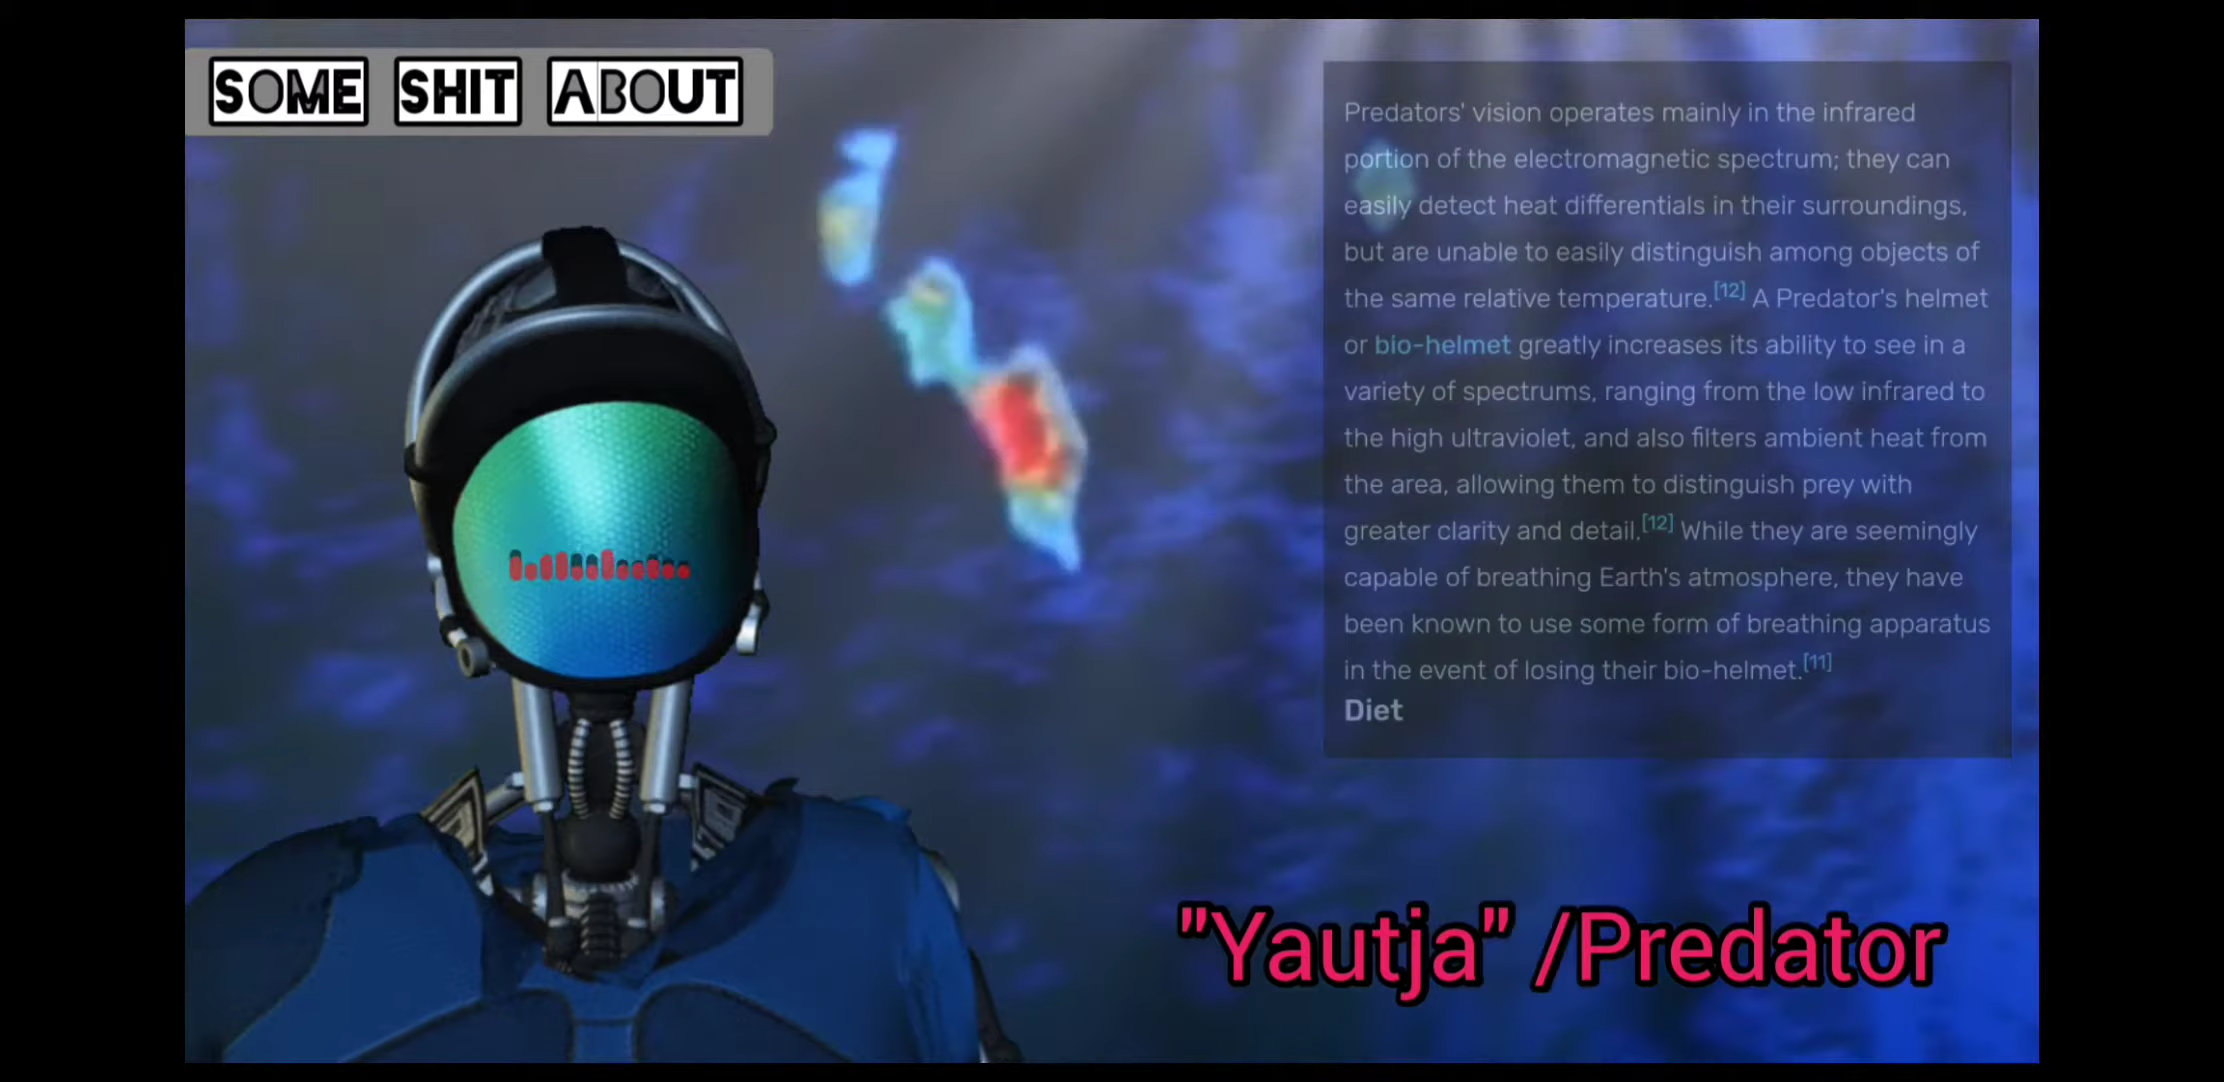 SOME SHIT ABOUT
Predators' vision operates mainly in the infrared
portion of the electromagnetic spectrum; they can
easily detect heat differentials in their surroundings,
but are unable to easily distinguish among objects of
the same relative temperature.[12] A Predator's helmet
or bio-helmet greatly increases its ability to see in a
variety of spectrums, ranging from the low infrared to
the high ultraviolet, and also filters ambient heat from
the area, allowing them to distinguish prey with
greater clarity and detail.[12] While they are seemingly
capable of breathing Earth's atmosphere, they have
been known to use some form of breathing apparatus
in the event of losing their bio-helmet.[11]
Diet
"Yautja" /Predator